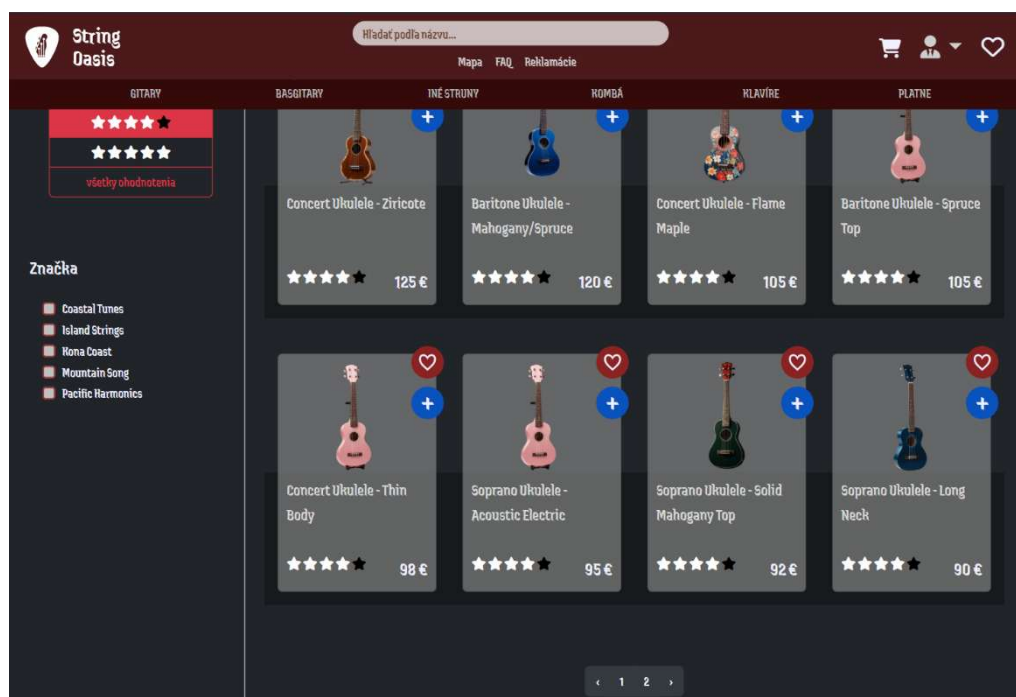 String
Oasis
Hľadať podľa názvu...
Mapa FAQ Reklamácie
GITARY BASGITARY INÉ STRUNY KOMBÁ KLAVÍRE PLATNE
všetky ohodnotenia
Značka
Coastal Tunes
Island Strings
Kona Coast
Mountain Song
Pacific Harmonics
Concert Ukulele - Ziricote
125 €
Baritone Ukulele -
Mahogany/Spruce
120 €
Concert Ukulele - Flame
Maple
105 €
Baritone Ukulele - Spruce
Top
105 €
Concert Ukulele - Thin
Body
98 €
Soprano Ukulele -
Acoustic Electric
95 €
Soprano Ukulele - Solid
Mahogany Top
92 €
Soprano Ukulele - Long
Neck
90 €
‹ 1 2 ›